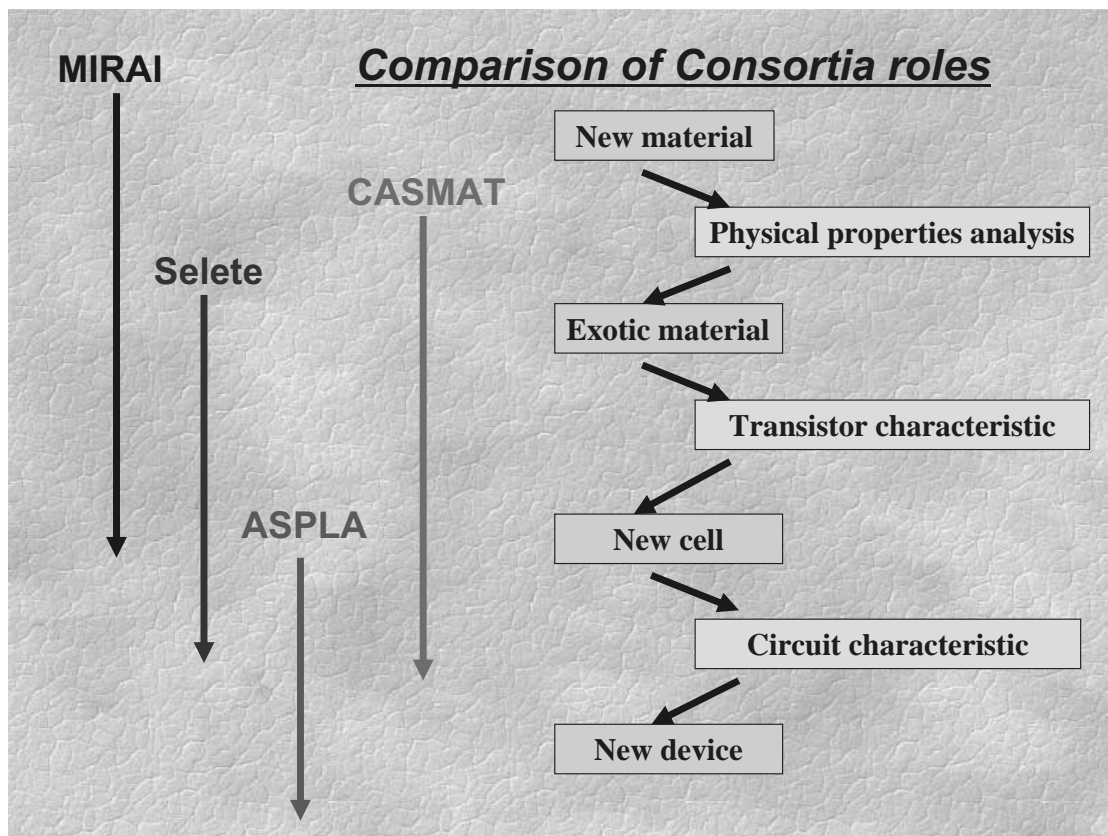 MIRAI
Comparison of Consortia roles
New material
CASMAT
Physical properties analysis
Selete
Exotic material
Transistor characteristic
ASPLA
New cell
Circuit characteristic
New device